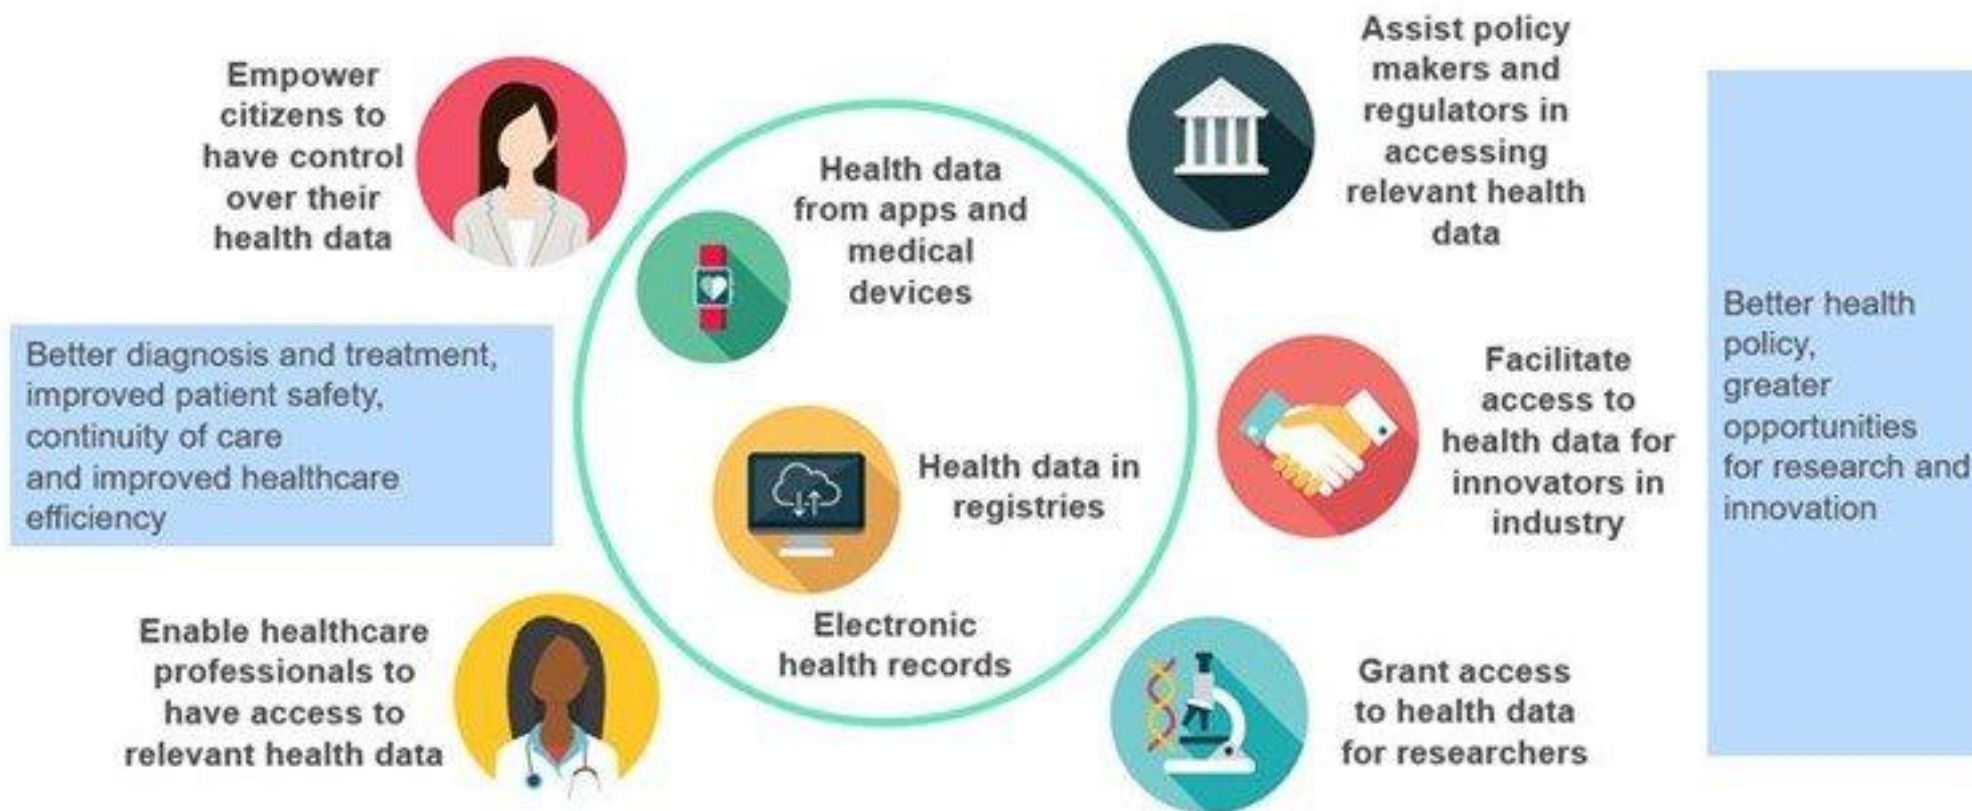 Empower
citizens to
have control
over their
health data
Better diagnosis and treatment,
improved patient safety,
continuity of care
and improved healthcare
efficiency
Enable healthcare
professionals to
have access to
relevant health data
Health data
from apps and
medical
devices
Health data in
registries
Electronic
health records
Assist policy
makers and
regulators in
accessing
relevant health
data
Facilitate
access to
health data for
innovators in
industry
Grant access
to health data
for researchers
Better health
policy,
greater
opportunities
for research and
innovation